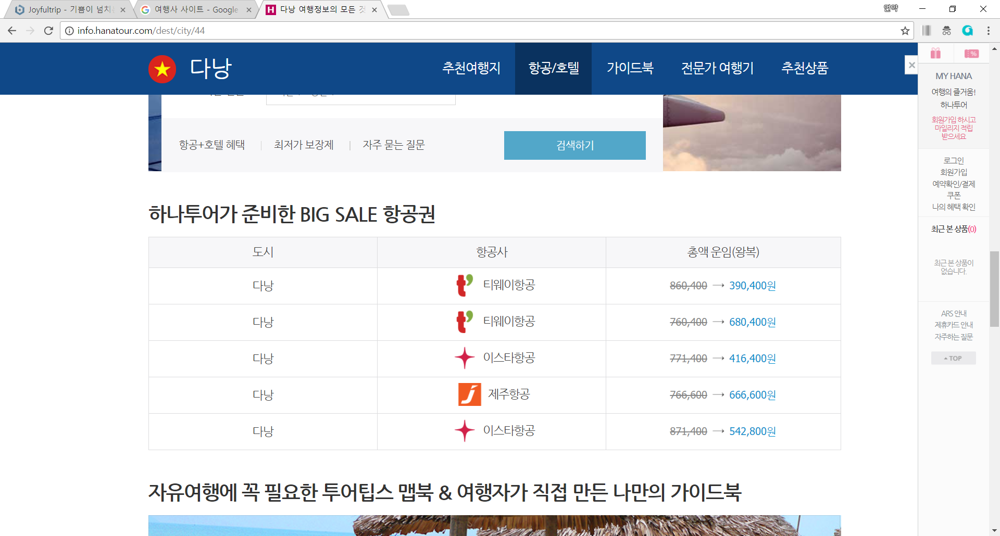 Joyfultrip - 기쁨이 넘치는
여행사 사이트 - Google
다낭 여행정보의 모든 것
연약
info.hanatour.com/dest/city/44
다낭
추천여행지
항공/호텔
가이드북
전문가 여행기
추천상품
항공+호텔 혜택
최저가 보장제
자주 묻는 질문
검색하기
하나투어가 준비한 BIG SALE 항공권
도시 항공사 총액 운임(왕복)
다낭 티웨이항공 860,400 → 390,400원
다낭 티웨이항공 760,400 → 680,400원
다낭 이스타항공 771,400 → 416,400원
다낭 제주항공 766,600 → 666,600원
다낭 이스타항공 871,400 → 542,800원
자유여행에 꼭 필요한 투어팁스 맵북 & 여행자가 직접 만든 나만의 가이드북
MY HANA
여행의 즐거움!
하나투어
회원가입 하시고
마일리지 적립
받으세요
로그인
회원가입
예약확인/결제
쿠폰
나의 혜택 확인
최근 본 상품(0)
최근 본 상품이
없습니다.
ARS 안내
제휴카드 안내
자주하는 질문
TOP